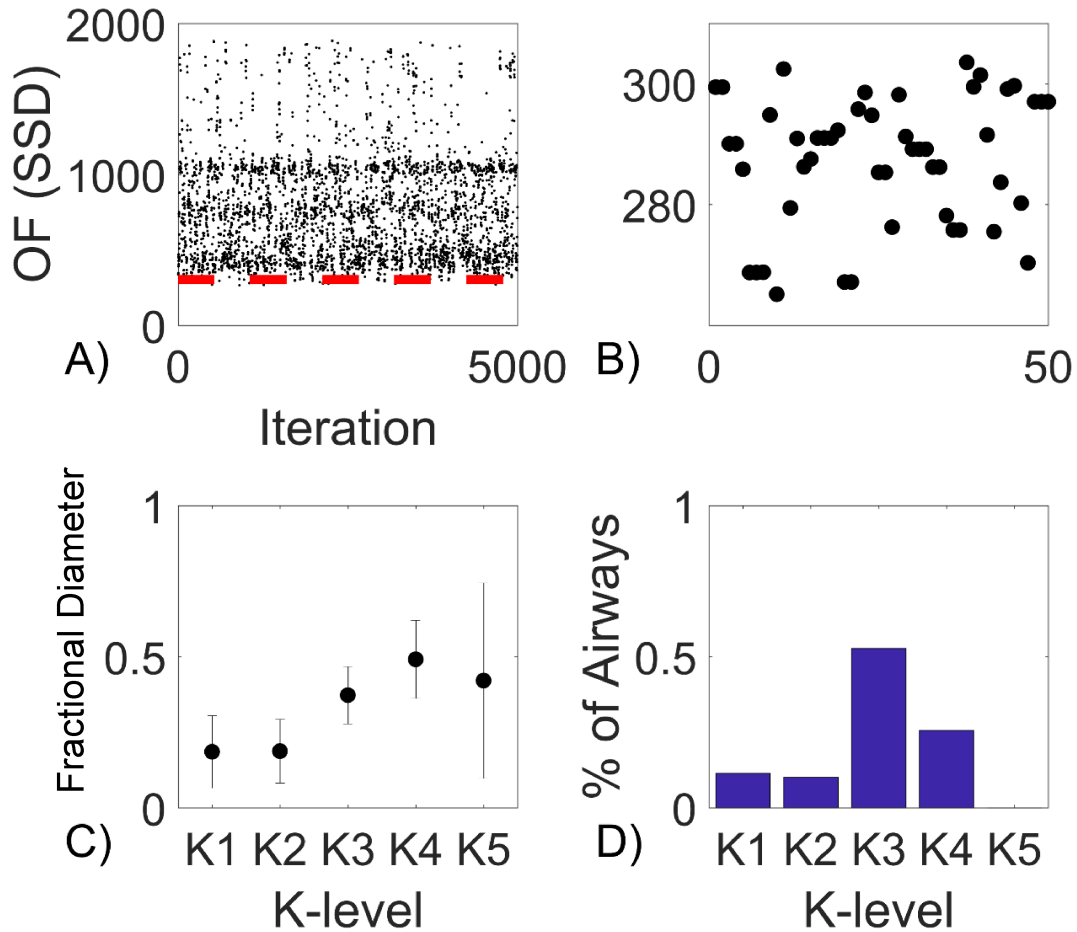 OF (SSD)
2000
1000
0
0 5000
A)
Iteration
300
280
0 50
B)
Fractional Diameter
1
0.5
0
K1 K2 K3 K4 K5
C)
K-level
% of Airways
1
0.5
0
K1 K2 K3 K4 K5
D)
K-level